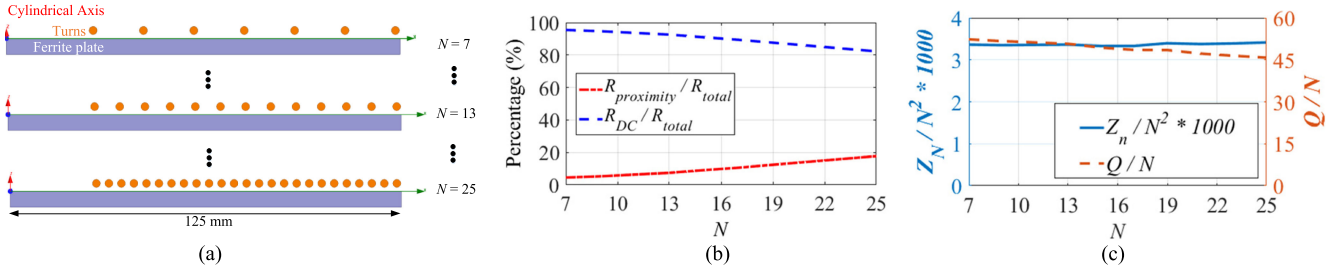 Cylindrical Axis
Turns
Ferrite plate
N = 7
N = 13
N = 25
125 mm
(a)
Percentage (%)
100
80
60
40
20
0
R_proximity / R_total
R_DC / R_total
7 10 13 16 19 22 25
N
(b)
Z_N / N^2 * 1000
4
3
2
1
0
Z_n / N^2 * 1000
Q / N
60
45
30
15
0
Q / N
7 10 13 16 19 22 25
N
(c)